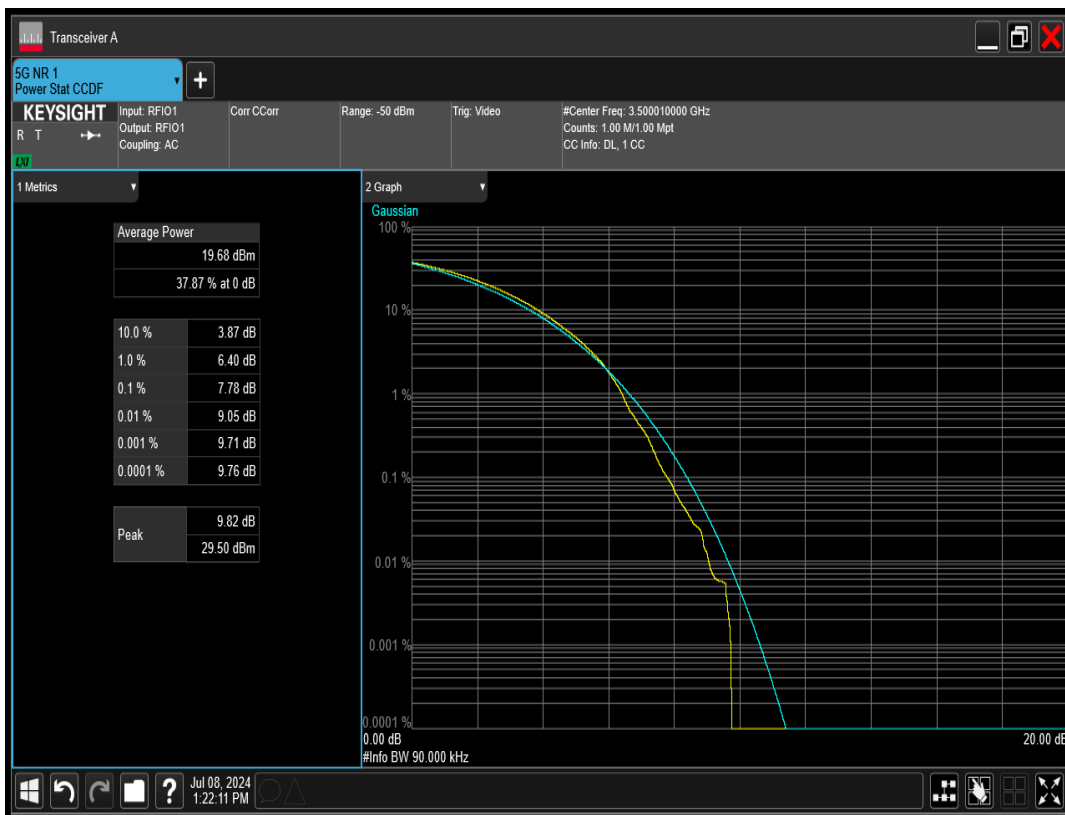 Transceiver A
5G NR 1
Power Stat CCDF
+
KEYSIGHT
R T
LXI
Input: RFIO1
Output: RFIO1
Coupling: AC
Corr CCorr
Range: -50 dBm
Trig: Video
#Center Freq: 3.500010000 GHz
Counts: 1.00 M/1.00 Mpt
CC Info: DL, 1 CC
1 Metrics
Average Power
19.68 dBm
37.87 % at 0 dB
10.0 % 3.87 dB
1.0 % 6.40 dB
0.1 % 7.78 dB
0.01 % 9.05 dB
0.001 % 9.71 dB
0.0001 % 9.76 dB
Peak
9.82 dB
29.50 dBm
2 Graph
Gaussian
100 %
10 %
1 %
0.1 %
0.01 %
0.001 %
0.0001 %
0.00 dB 20.00 dB
#Info BW 90.000 kHz
?
Jul 08, 2024
1:22:11 PM